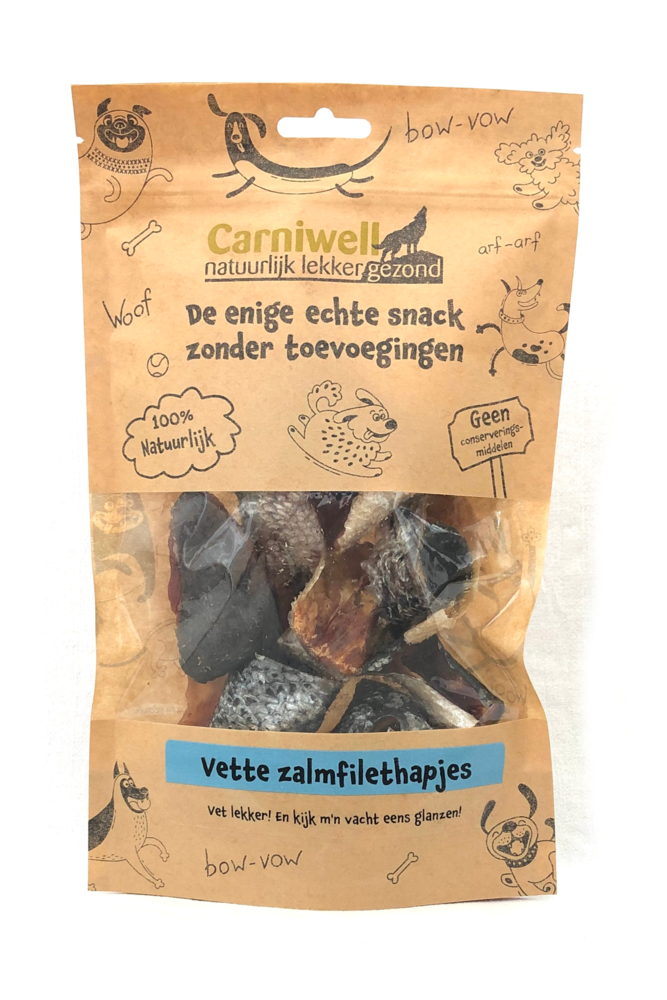 bow-vow
Carniwell
natuurlijk lekker gezond
arf-arf
Woof
De enige echte snack
zonder toevoegingen
100%
Natuurlijk
Geen
conserverings-
middelen
Vette zalmfilethapjes
Vet lekker! En kijk m'n vacht eens glanzen!
bow-vow